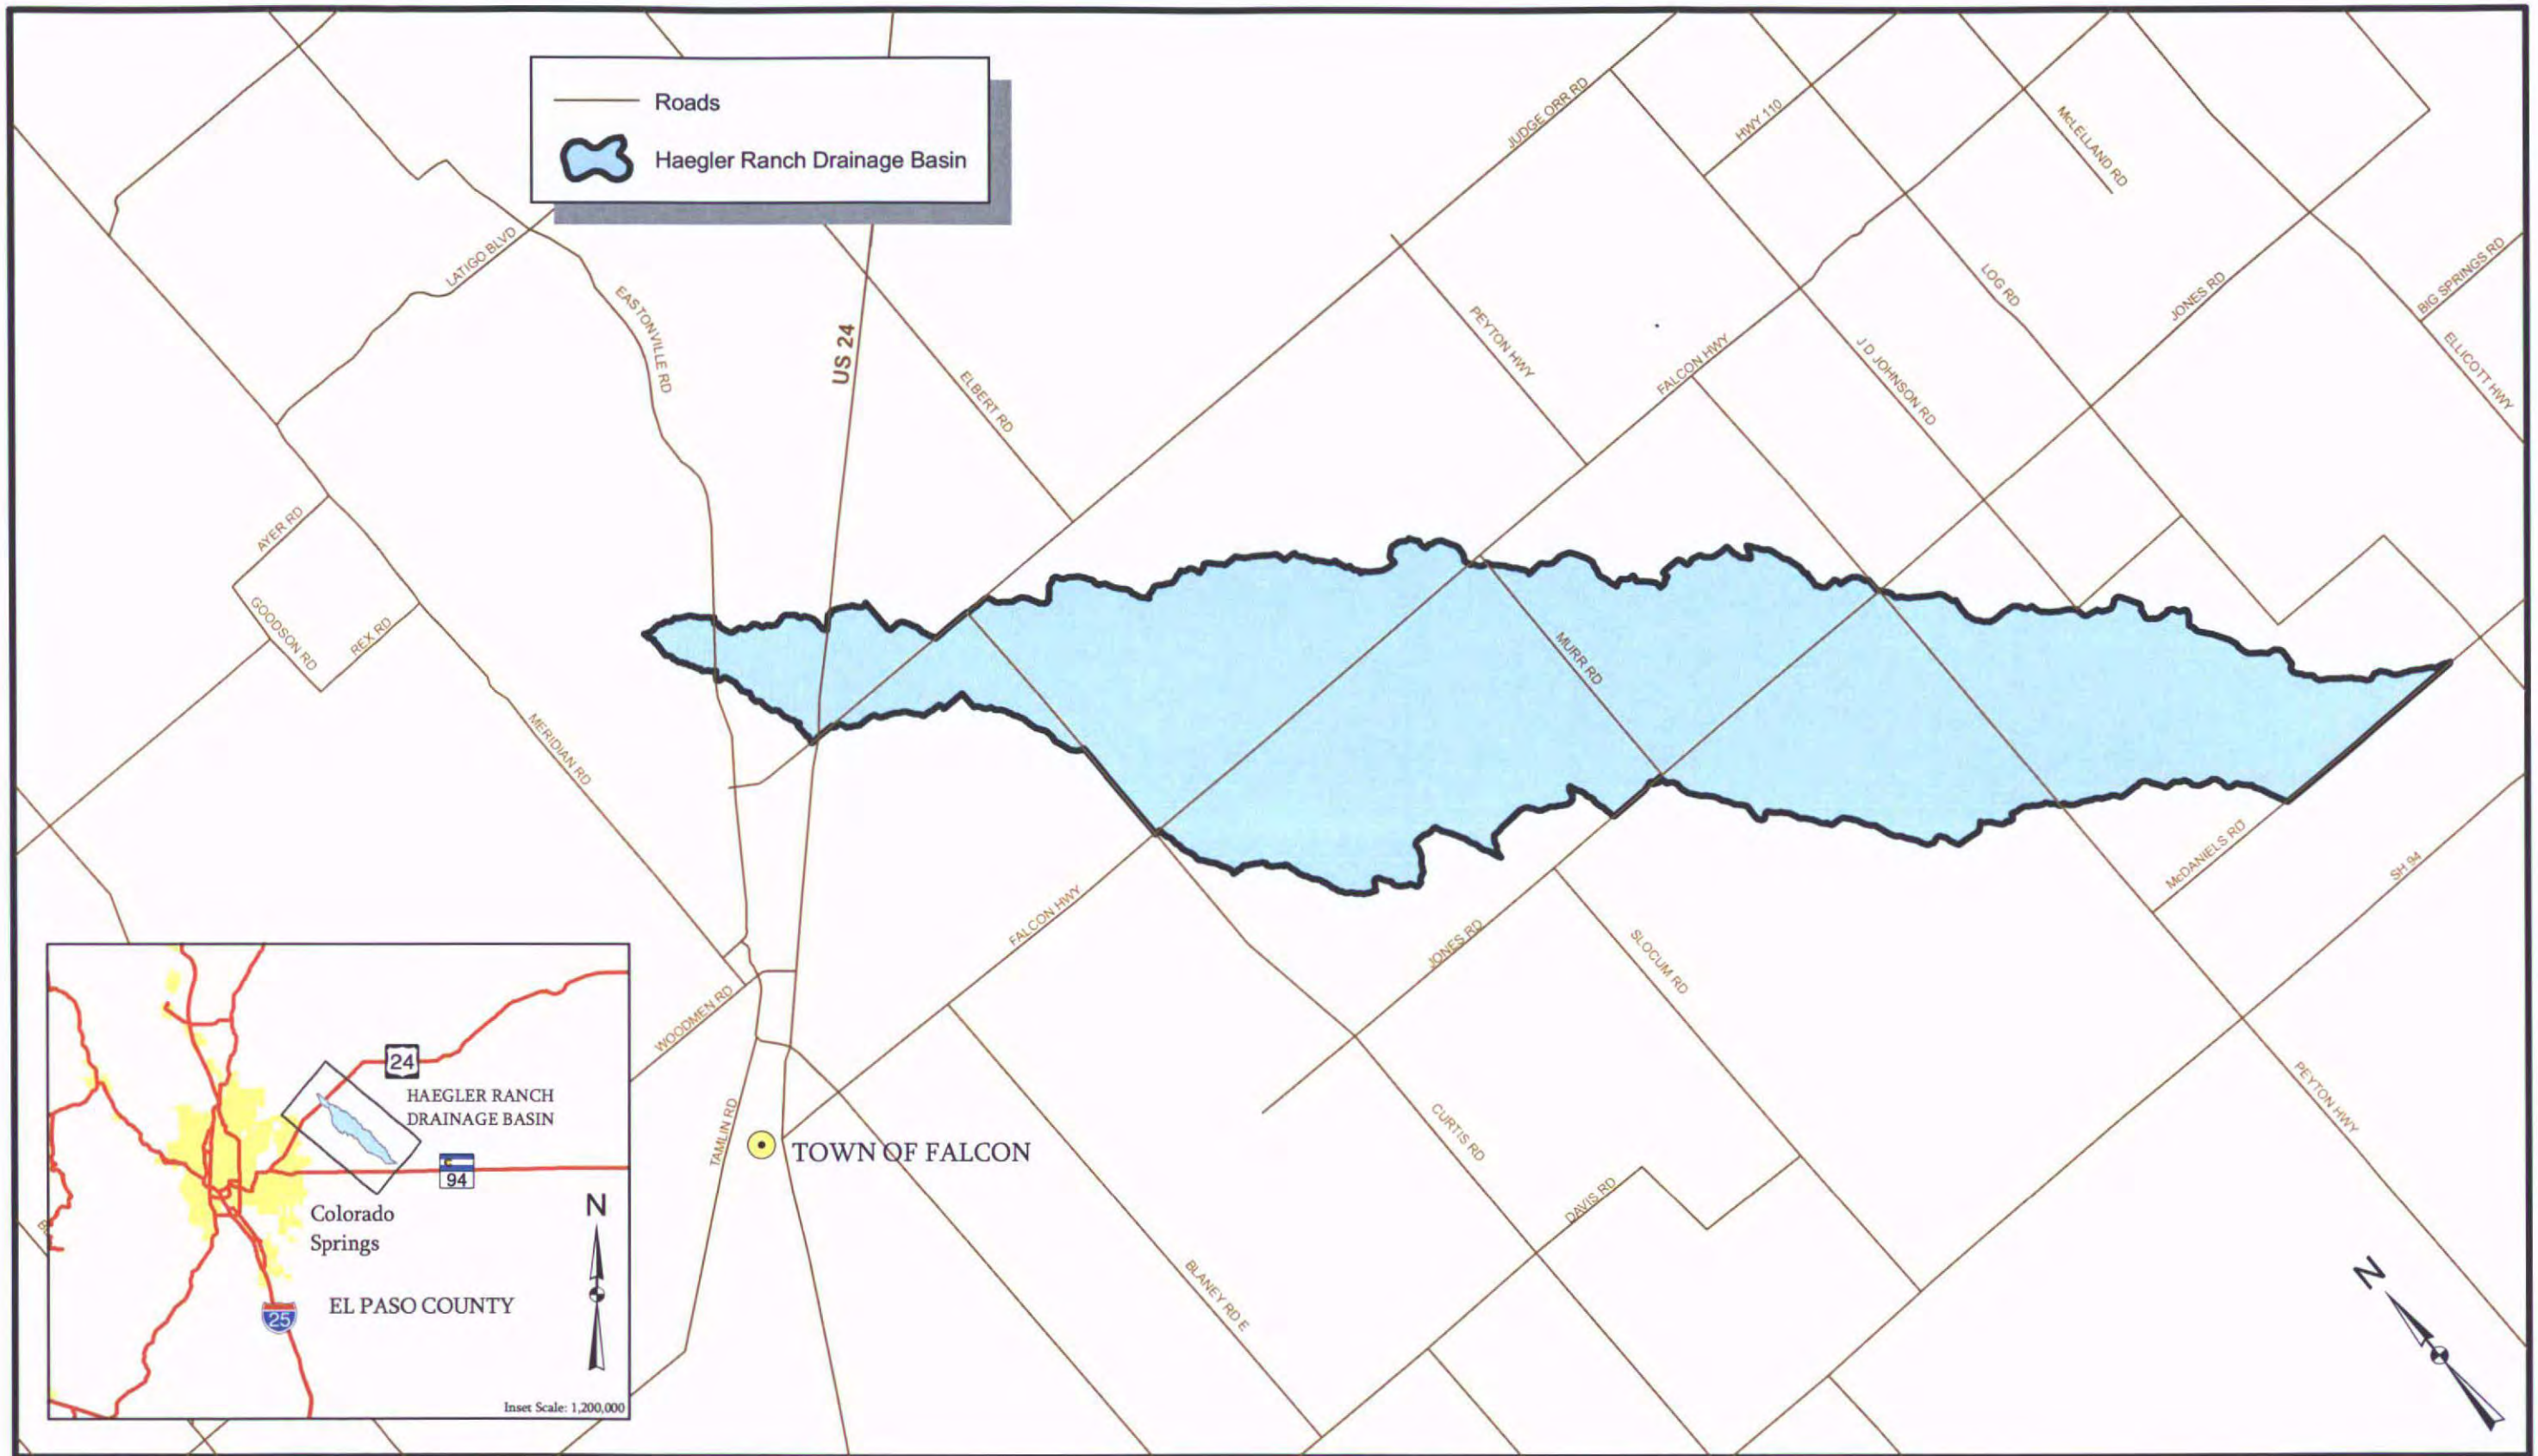 Roads
Haegler Ranch Drainage Basin
JUDGE ORR RD
HWY 110
McLELLAND RD
LATIGO BLVD
EASTONVILLE RD
US 24
ELBERT RD
PEYTON HWY
FALCON HWY
J D JOHNSON RD
LOG RD
JONES RD
BIG SPRINGS RD
ELLICOTT HWY
AYER RD
GOODSON RD
REX RD
MERIDIAN RD
MURR RD
McDANIELS RD
SH 94
FALCON HWY
JONES RD
SLOCUM RD
WOODMEN RD
TAMLIN RD
TOWN OF FALCON
CURTIS RD
DAVIS RD
BLANEY RD E
PEYTON HWY
N
24
HAEGLER RANCH
DRAINAGE BASIN
94
Colorado
Springs
N
EL PASO COUNTY
25
Inset Scale: 1,200,000